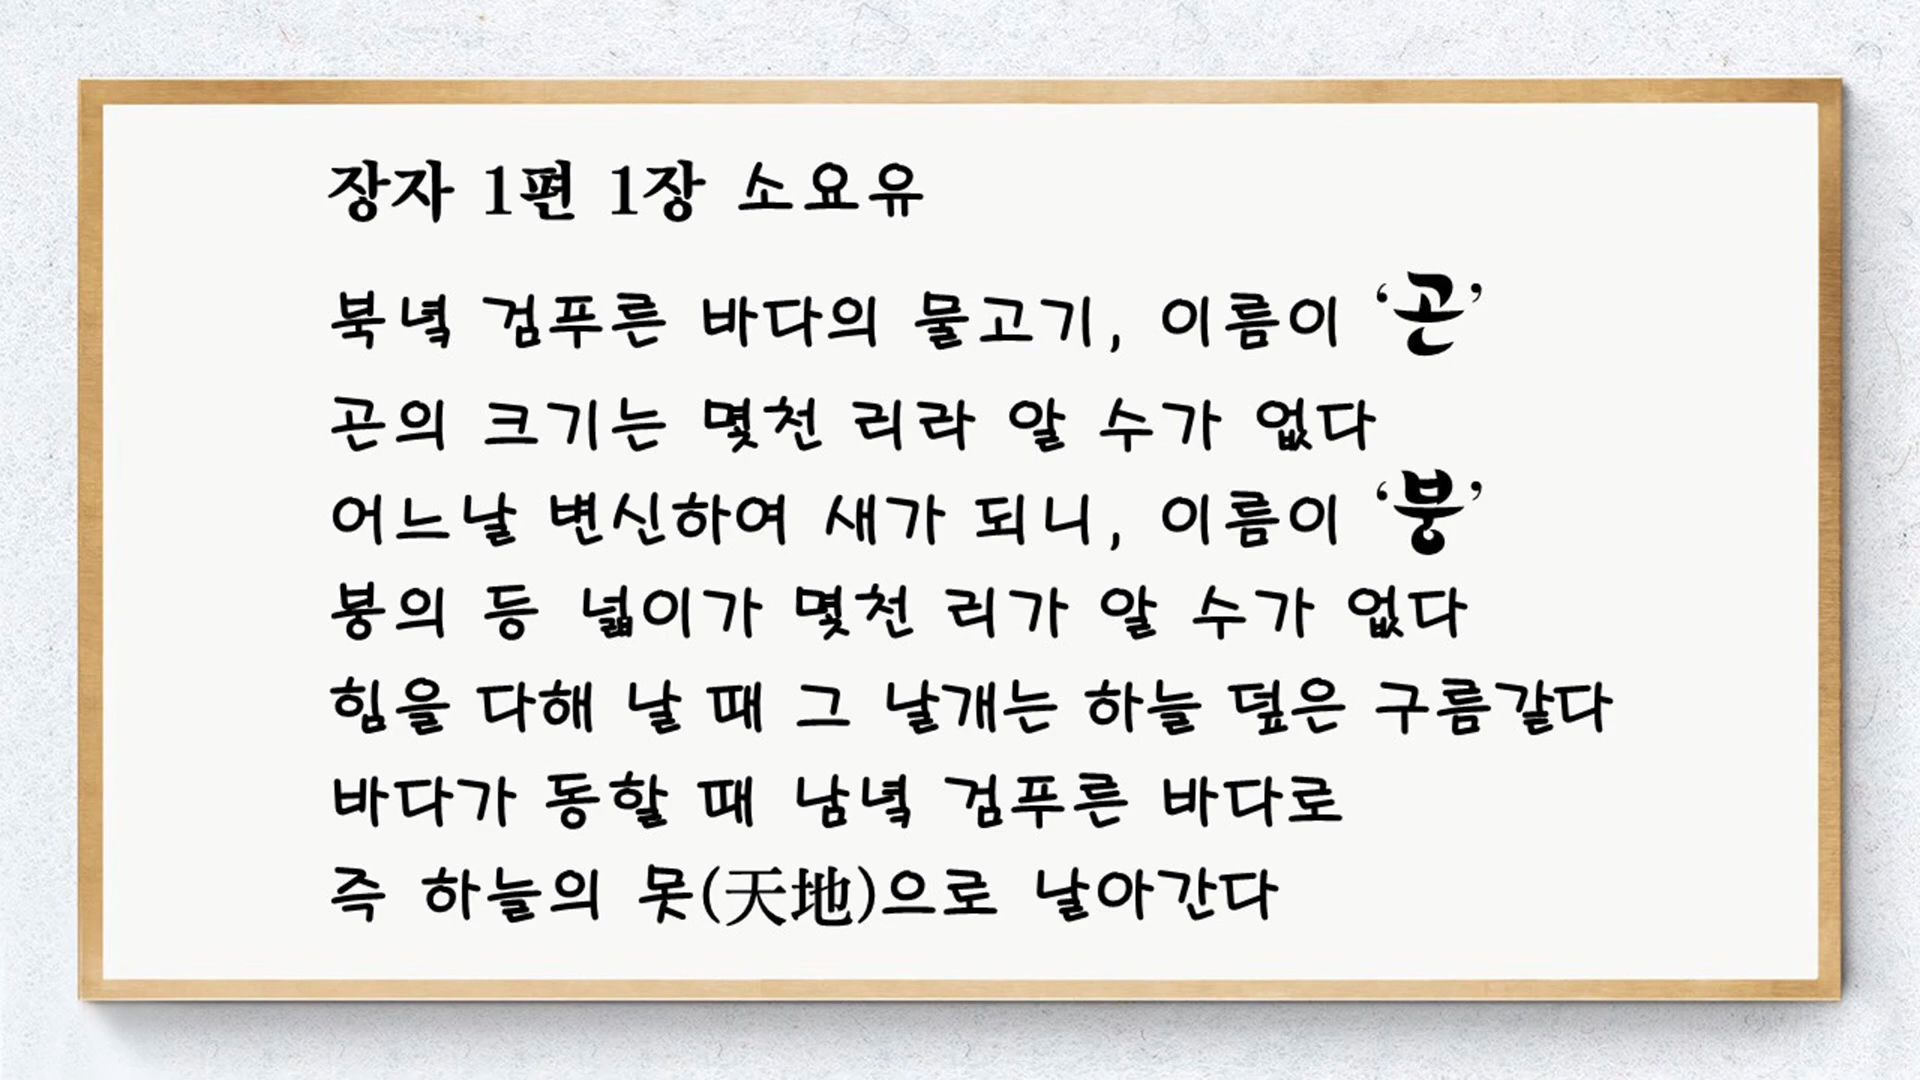 장자 1편 1장 소요유
북녘 검푸른 바다의 물고기, 이름이 ‘곤’
곤의 크기는 몇천 리라 알 수가 없다
어느날 변신하여 새가 되니, 이름이 ‘붕’
붕의 등 넓이가 몇천 리가 알 수가 없다
힘을 다해 날 때 그 날개는 하늘 덮은 구름같다
바다가 동할 때 남녘 검푸른 바다로
즉 하늘의 못(天地)으로 날아간다